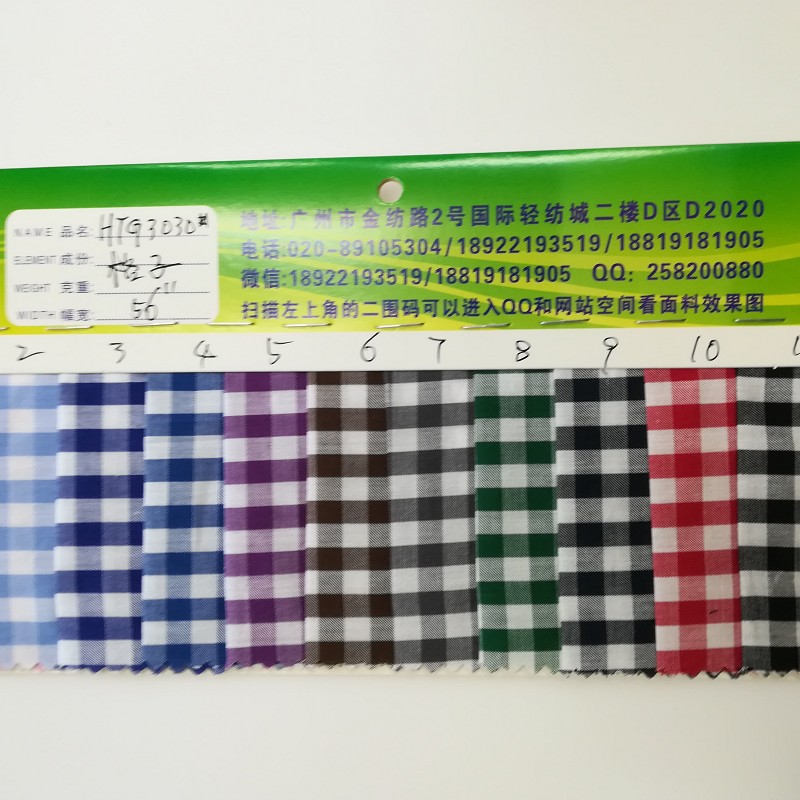 NAME 品名: HTG3030#
ELEMENT 成份: 格子
WEIGHT 克重:
WIDTH 幅宽: 56"
地址:广州市金纺路2号国际轻纺城二楼D区D2020
电话:020-89105304/18922193519/18819181905
微信:18922193519/18819181905 QQ: 258200880
扫描左上角的二围码可以进入QQ和网站空间看面料效果图
2 3 4 5 6 7 8 9 10